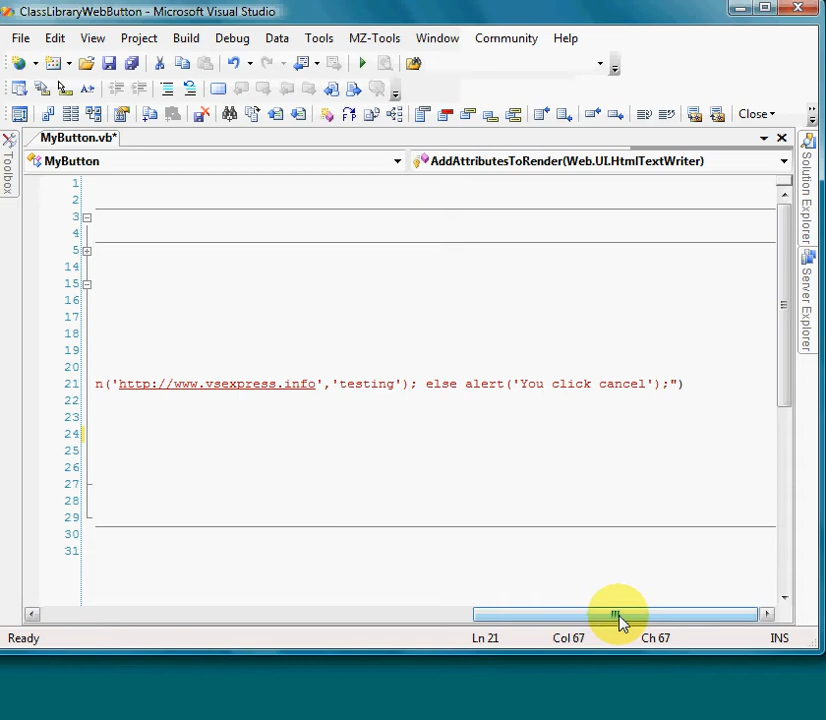 ClassLibraryWebButton - Microsoft Visual Studio
File Edit View Project Build Debug Data Tools MZ-Tools Window Community Help
Close
MyButton.vb*
MyButton
AddAttributesToRender(Web.UI.HtmlTextWriter)
Toolbox
Solution Explorer
Server Explorer
1
2
3
4
5
14
15
16
17
18
19
20
21 n('http://www.vsexpress.info','testing'); else alert('You click cancel');")
22
23
24
25
26
27
28
29
30
31
Ready Ln 21 Col 67 Ch 67 INS